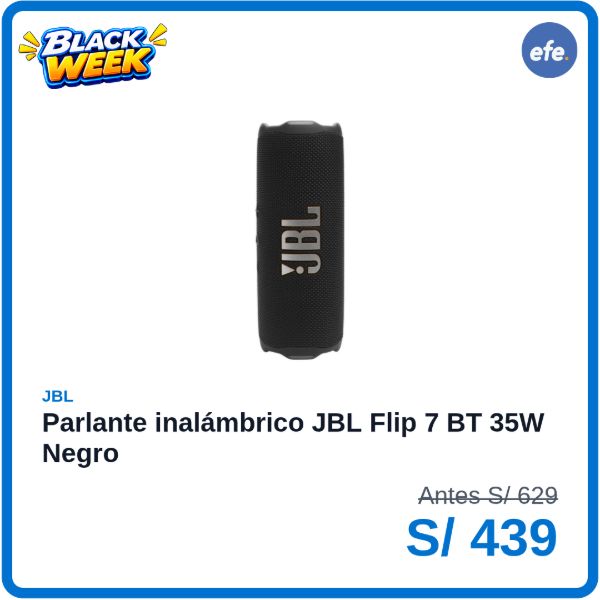 BLACK
WEEK
efe.
JBL
JBL
Parlante inalámbrico JBL Flip 7 BT 35W
Negro
Antes S/ 629
S/ 439